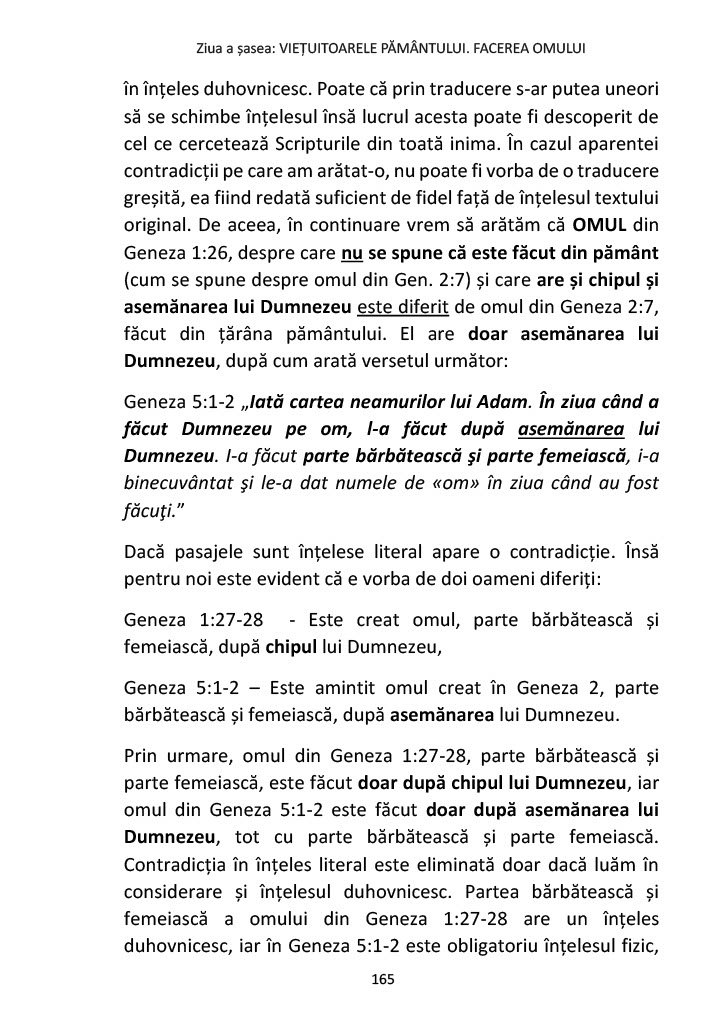 Ziua a șasea: VIEȚUITOARELE PĂMÂNTULUI. FACEREA OMULUI
în înțeles duhovnicesc. Poate că prin traducere s-ar putea uneori
să se schimbe înțelesul însă lucrul acesta poate fi descoperit de
cel ce cercetează Scripturile din toată inima. În cazul aparentei
contradicții pe care am arătat-o, nu poate fi vorba de o traducere
greșită, ea fiind redată suficient de fidel față de înțelesul textului
original. De aceea, în continuare vrem să arătăm că OMUL din
Geneza 1:26, despre care nu se spune că este făcut din pământ
(cum se spune despre omul din Gen. 2:7) și care are și chipul și
asemănarea lui Dumnezeu este diferit de omul din Geneza 2:7,
făcut din țărâna pământului. El are doar asemănarea lui
Dumnezeu, după cum arată versetul următor:
Geneza 5:1-2 „Iată cartea neamurilor lui Adam. În ziua când a
făcut Dumnezeu pe om, l-a făcut după asemănarea lui
Dumnezeu. I-a făcut parte bărbătească şi parte femeiască, i-a
binecuvântat şi le-a dat numele de «om» în ziua când au fost
făcuţi.”
Dacă pasajele sunt înțelese literal apare o contradicție. Însă
pentru noi este evident că e vorba de doi oameni diferiți:
Geneza 1:27-28 - Este creat omul, parte bărbătească și
femeiască, după chipul lui Dumnezeu,
Geneza 5:1-2 – Este amintit omul creat în Geneza 2, parte
bărbătească și femeiască, după asemănarea lui Dumnezeu.
Prin urmare, omul din Geneza 1:27-28, parte bărbătească și
parte femeiască, este făcut doar după chipul lui Dumnezeu, iar
omul din Geneza 5:1-2 este făcut doar după asemănarea lui
Dumnezeu, tot cu parte bărbătească și parte femeiască.
Contradicția în înțeles literal este eliminată doar dacă luăm în
considerare și înțelesul duhovnicesc. Partea bărbătească și
femeiască a omului din Geneza 1:27-28 are un înțeles
duhovnicesc, iar în Geneza 5:1-2 este obligatoriu înțelesul fizic,
165